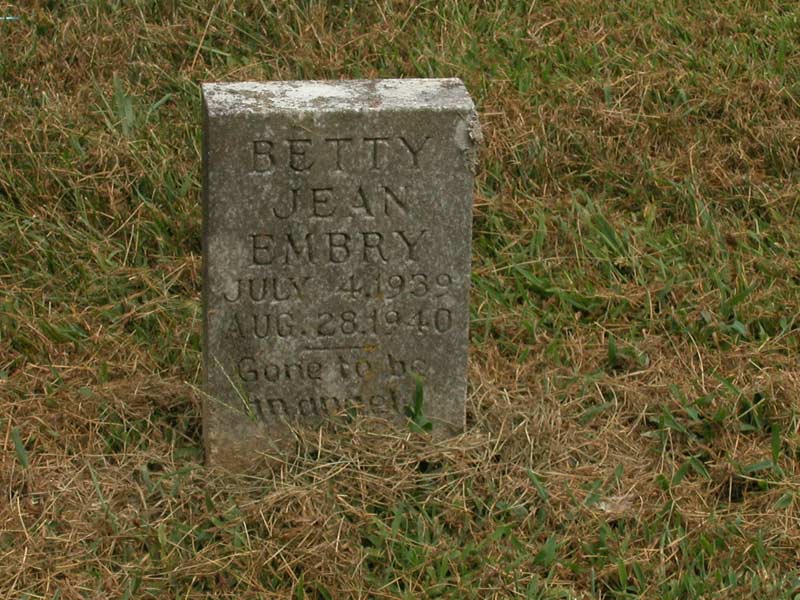 BETTY
JEAN
EMBRY
JULY 4, 1939
AUG. 28. 1940
Gone to be
an angel